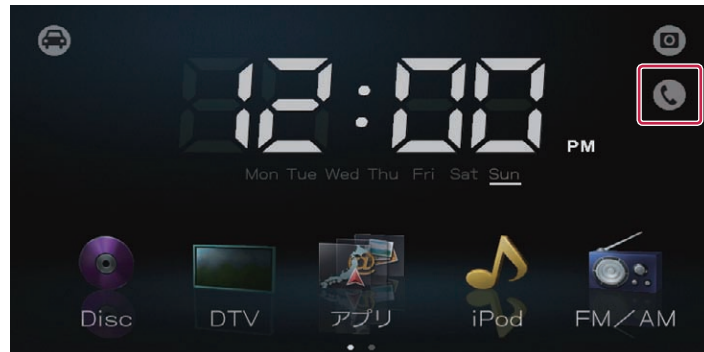 12:00
PM
Mon Tue Wed Thu Fri Sat Sun
Disc DTV アプリ iPod FM／AM